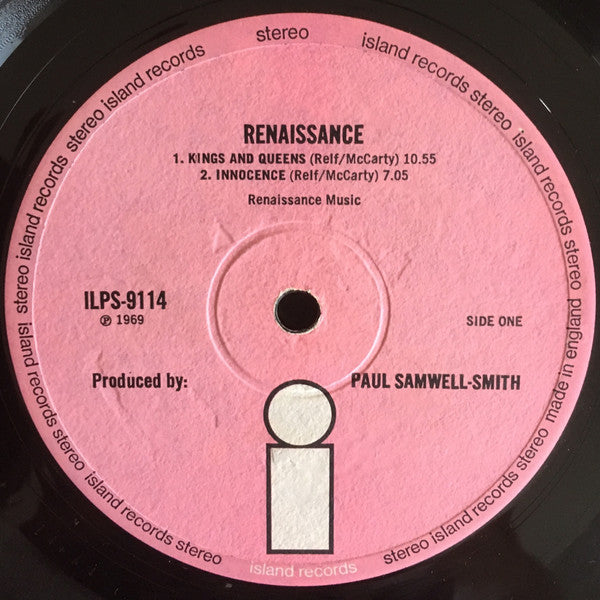 stereo island records stereo island records stereo island records stereo island records stereo
made in england
island records
RENAISSANCE
1. KINGS AND QUEENS (Relf/McCarty) 10.55
2. INNOCENCE (Relf/McCarty) 7.05
Renaissance Music
ILPS-9114
℗ 1969
SIDE ONE
Produced by:
PAUL SAMWELL-SMITH
stereo island records stereo
island records stereo
i
island records